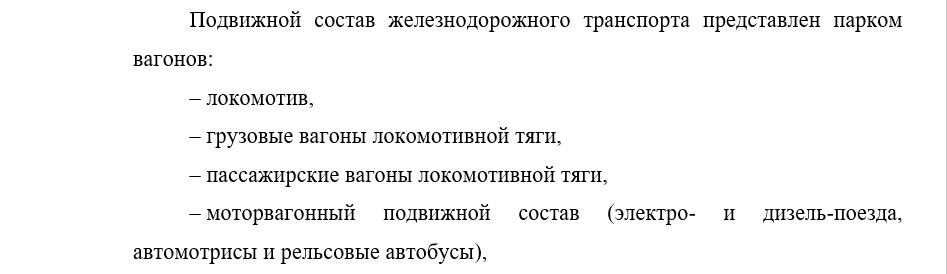 Подвижной состав железнодорожного транспорта представлен парком
вагонов:
– локомотив,
– грузовые вагоны локомотивной тяги,
– пассажирские вагоны локомотивной тяги,
– моторвагонный подвижной состав (электро- и дизель-поезда,
автомотрисы и рельсовые автобусы),